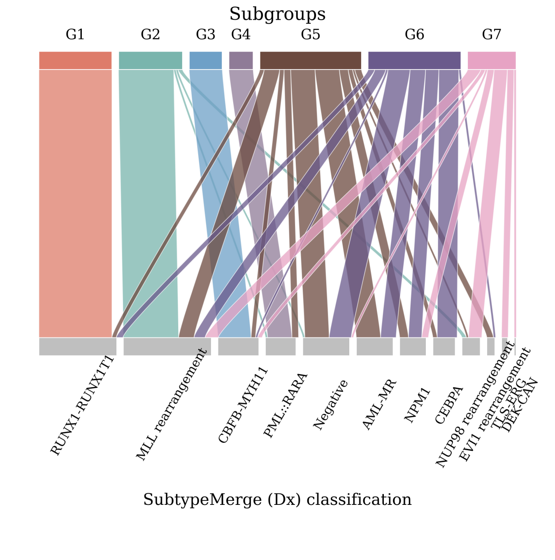 Subgroups
G1 G2 G3 G4 G5 G6 G7
RUNX1-RUNX1T1
MLL rearrangement
CBFB-MYH11
PML::RARA
Negative
AML-MR
NPM1
CEBPA
NUP98 rearrangement
EVI1 rearrangement
TLS-ERG
DEK-CAN
SubtypeMerge (Dx) classification